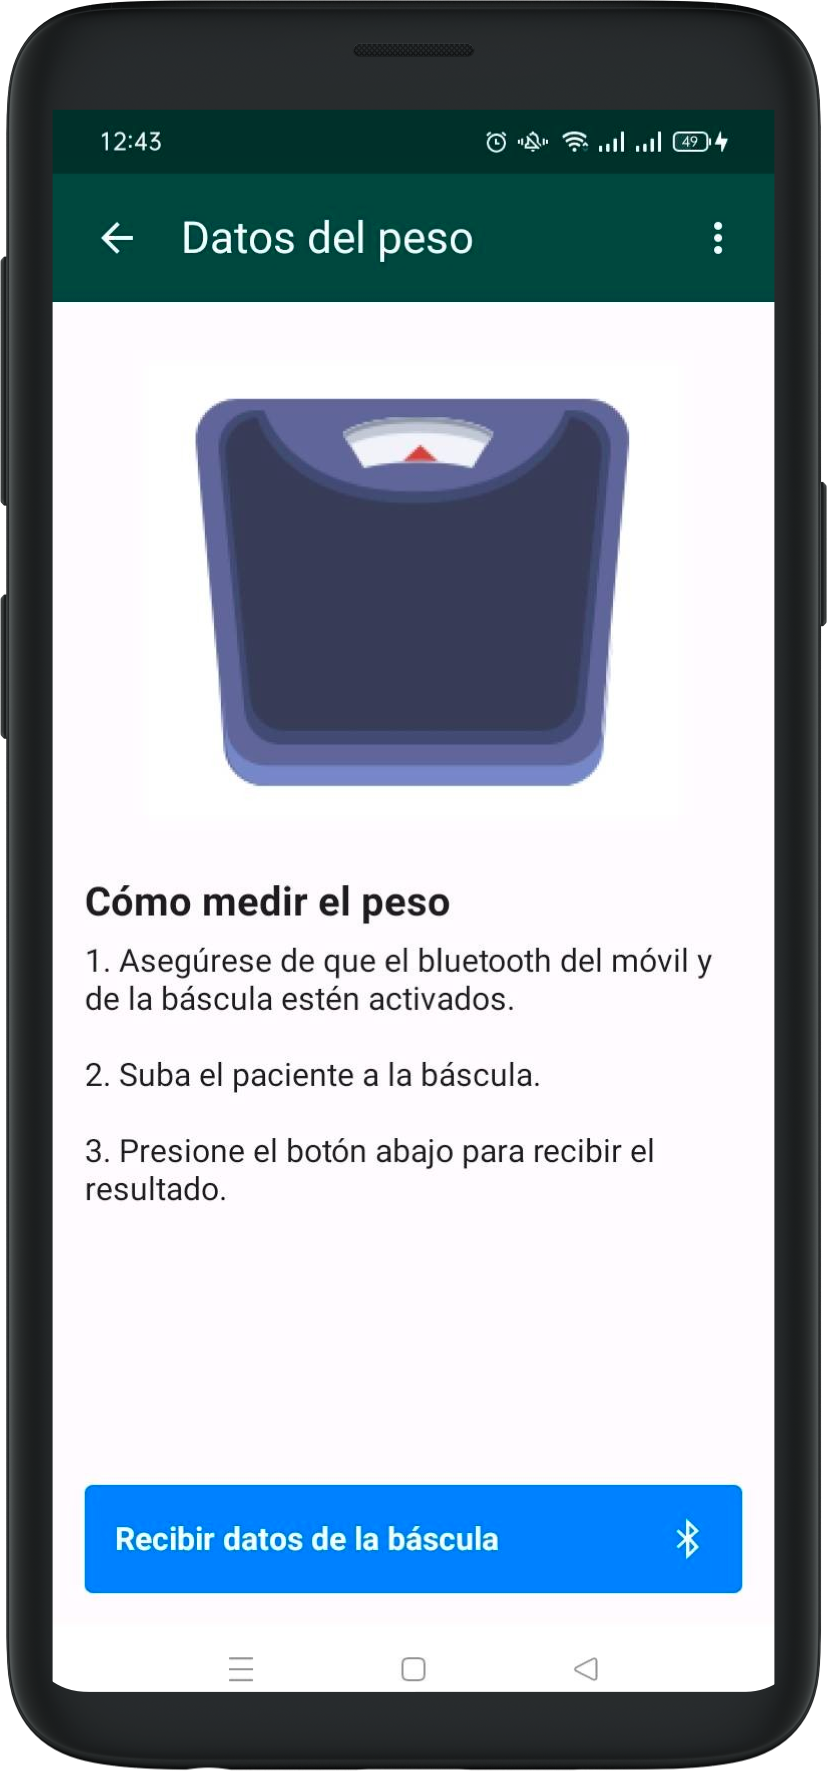 12:43
49
Datos del peso
Cómo medir el peso
1. Asegúrese de que el bluetooth del móvil y
de la báscula estén activados.
2. Suba el paciente a la báscula.
3. Presione el botón abajo para recibir el
resultado.
Recibir datos de la báscula